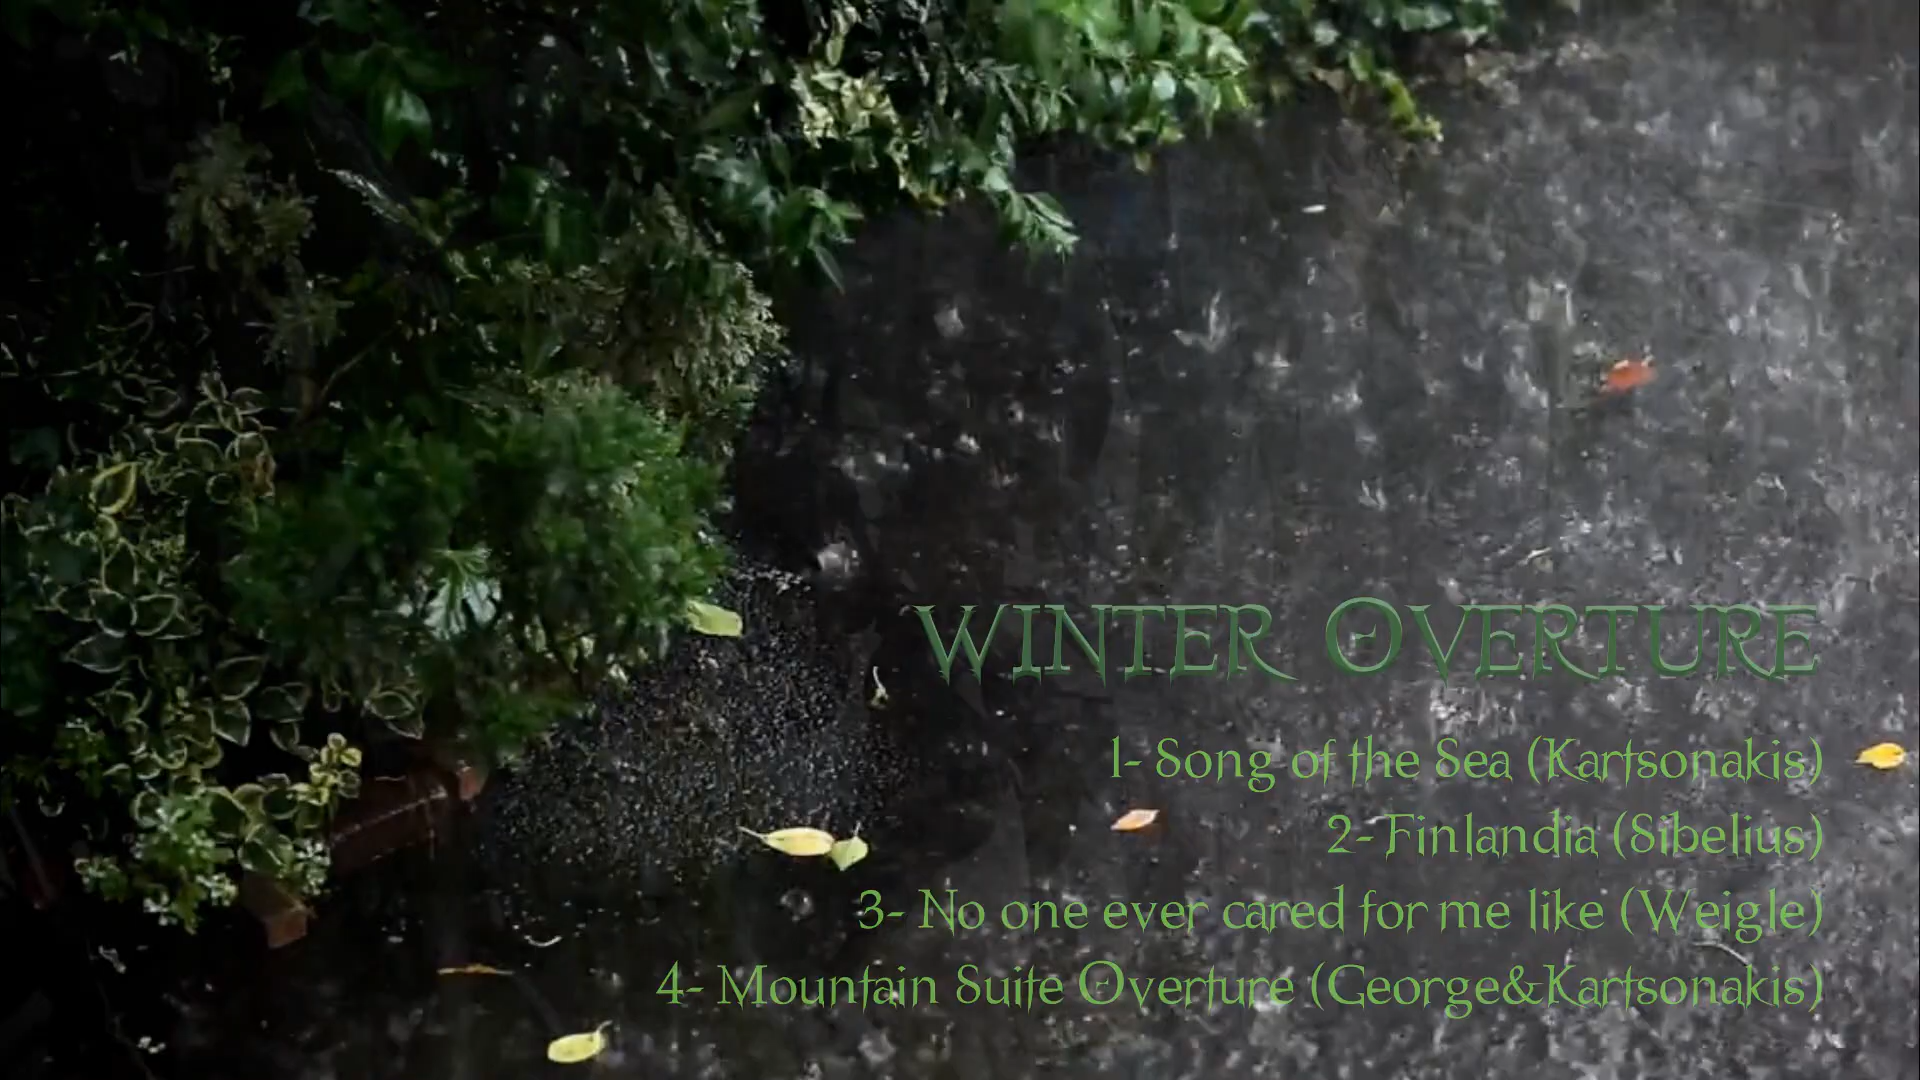 WINTER OVERTURE
1- Song of the Sea (Kartsonakis)
2- Finlandia (Sibelius)
3- No one ever cared for me like (Weigle)
4- Mountain Suite Overture (George&Kartsonakis)